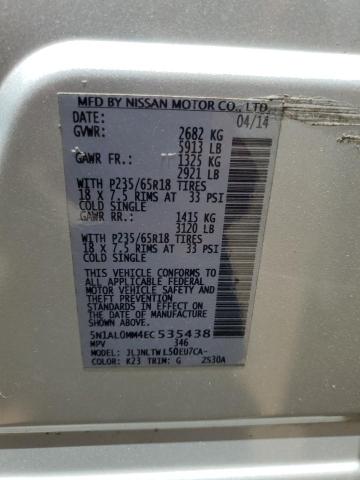 MFD BY NISSAN MOTOR CO., LTD.
DATE: 04/14
GVWR: 2682 KG
5913 LB
GAWR FR: 1325 KG
2921 LB
WITH P235/65R18 TIRES
18 X 7.5 RIMS AT 33 PSI
COLD SINGLE
GAWR RR: 1415 KG
3120 LB
WITH P235/65R18 TIRES
18 X 7.5 RIMS AT 33 PSI
COLD SINGLE
THIS VEHICLE CONFORMS TO
ALL APPLICABLE FEDERAL
MOTOR VEHICLE SAFETY AND
THEFT PREVENTION
STANDARDS IN EFFECT ON
THE DATE OF MANUFACTURE
SHOWN ABOVE.
5N1AL0MM4EC 535438
MPV 346
MODEL: JLJNLTW L50EU7CA-
COLOR: K23 TRIM: G 2S30A